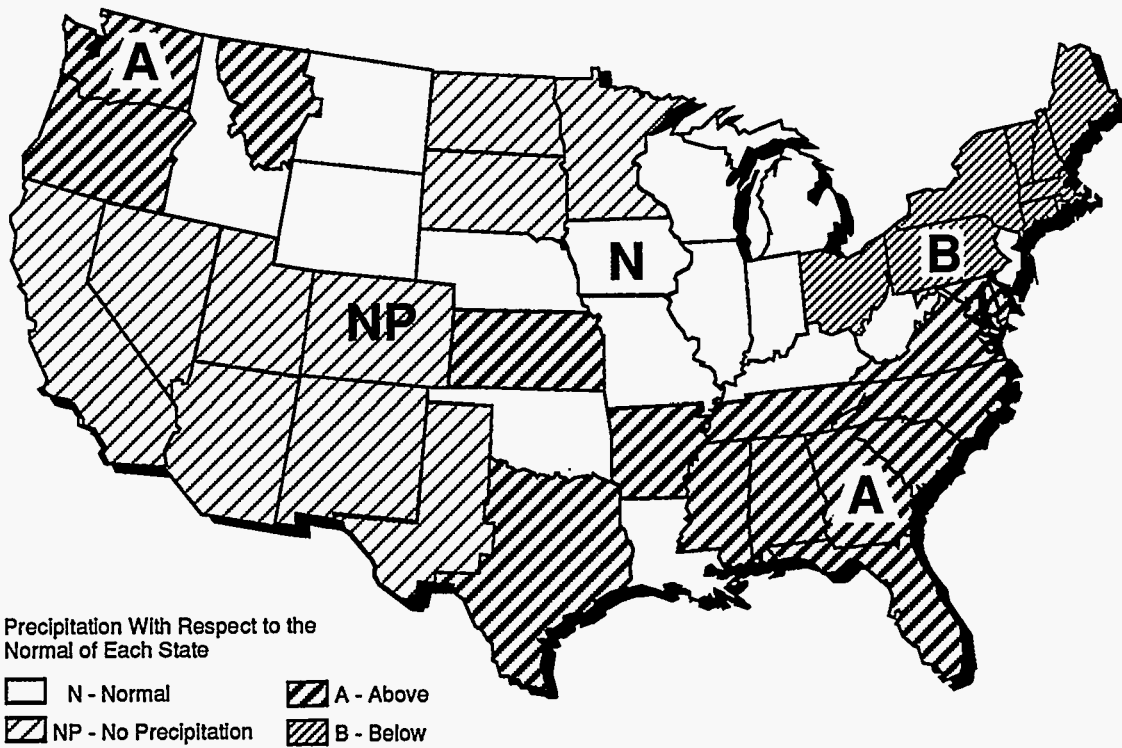 A
N
B
NP
A
Precipitation With Respect to the
Normal of Each State
N - Normal
A - Above
NP - No Precipitation
B - Below